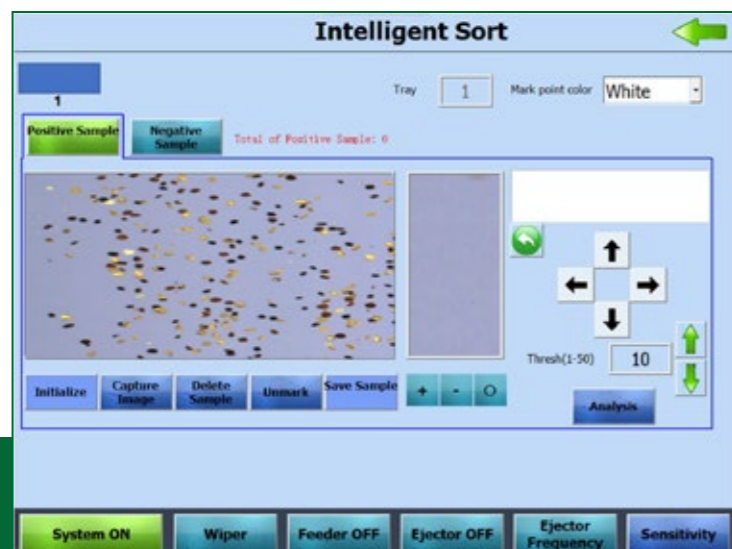 Intelligent Sort
1
Tray 1 Mark point color White
Positive Sample
Negative
Sample
Total of Positive Sample: 0
Thresh(1-50) 10
Initialize
Capture
Image
Delete
Sample
Unmark
Save Sample
+ - O
Analysis
System ON
Wiper
Feeder OFF
Ejector OFF
Ejector
Frequency
Sensitivity